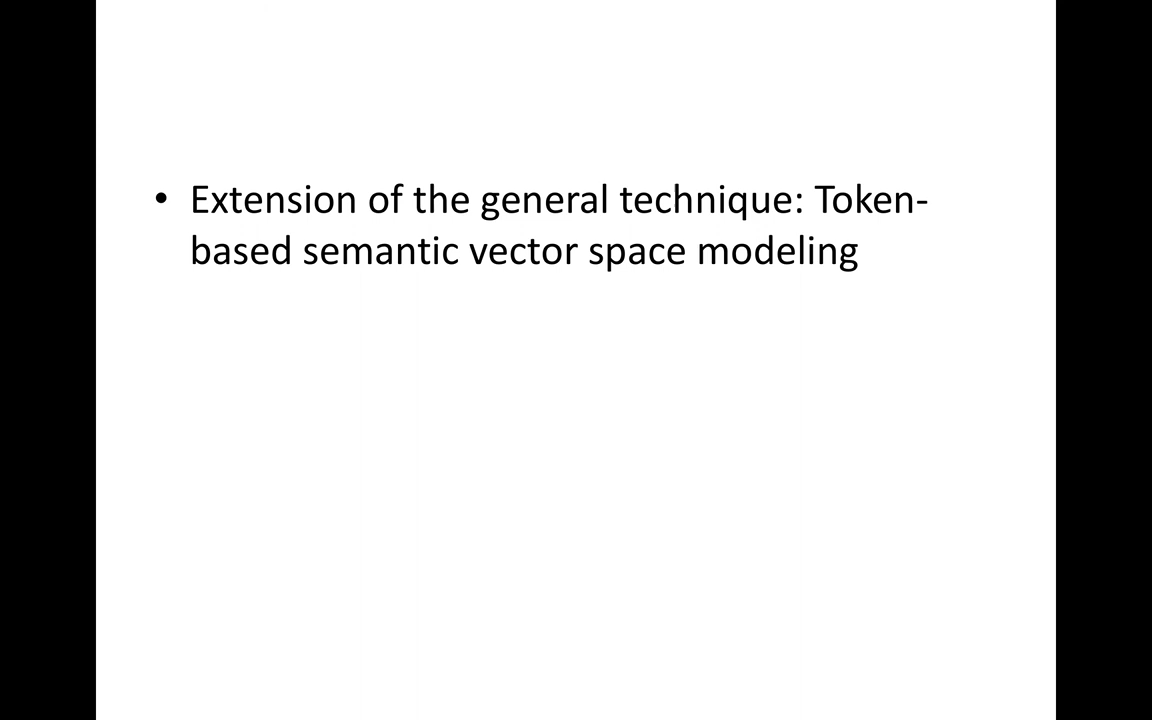 • Extension of the general technique: Token-
based semantic vector space modeling